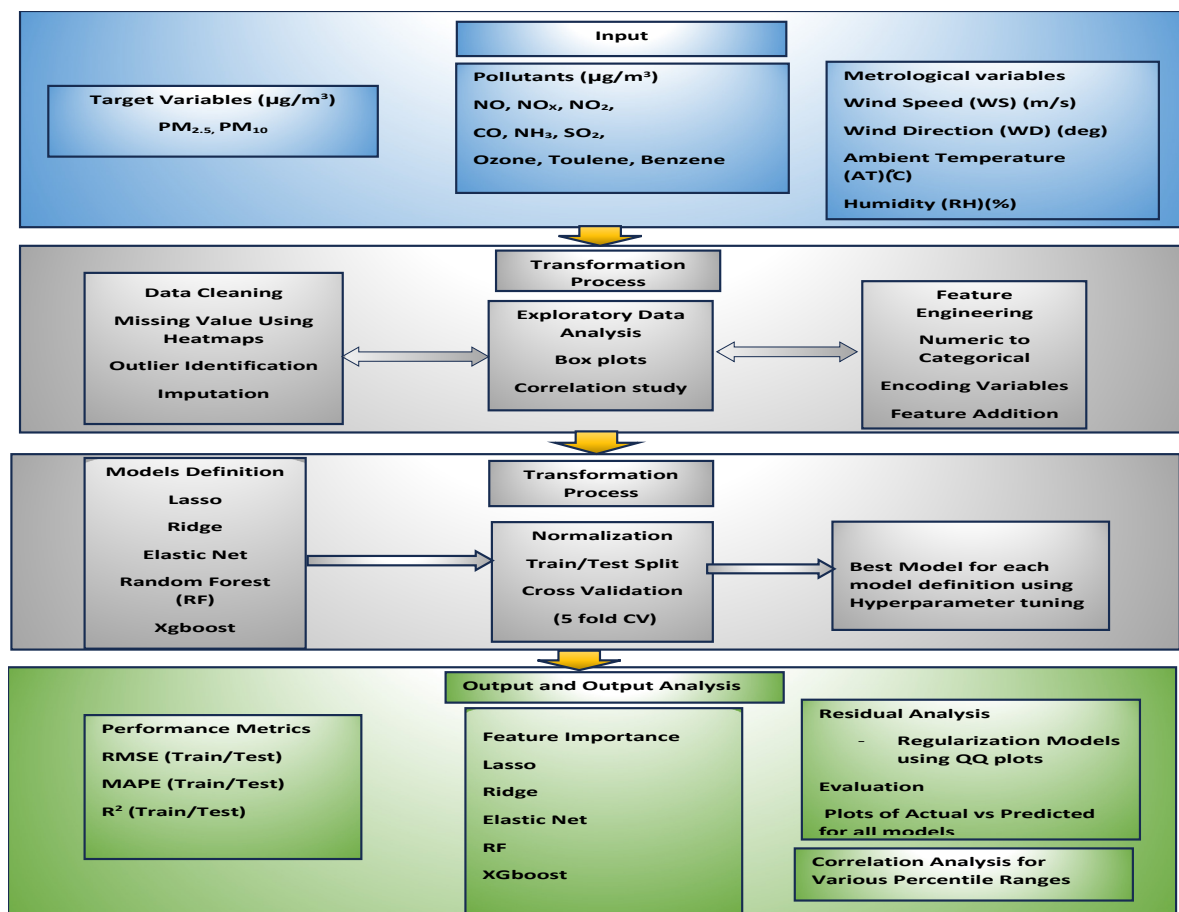 Input
Target Variables (µg/m³)
PM₂.₅, PM₁₀
Pollutants (µg/m³)
NO, NOₓ, NO₂,
CO, NH₃, SO₂,
Ozone, Toulene, Benzene
Metrological variables
Wind Speed (WS) (m/s)
Wind Direction (WD) (deg)
Ambient Temperature
(AT)(̊C)
Humidity (RH)(%)
Transformation
Process
Data Cleaning
Missing Value Using
Heatmaps
Outlier Identification
Imputation
Exploratory Data
Analysis
Box plots
Correlation study
Feature
Engineering
Numeric to
Categorical
Encoding Variables
Feature Addition
Models Definition
Lasso
Ridge
Elastic Net
Random Forest
(RF)
Xgboost
Transformation
Process
Normalization
Train/Test Split
Cross Validation
(5 fold CV)
Best Model for each
model definition using
Hyperparameter tuning
Output and Output Analysis
Performance Metrics
RMSE (Train/Test)
MAPE (Train/Test)
R² (Train/Test)
Feature Importance
Lasso
Ridge
Elastic Net
RF
XGboost
Residual Analysis
- Regularization Models
using QQ plots
Evaluation
Plots of Actual vs Predicted
for all models
Correlation Analysis for
Various Percentile Ranges